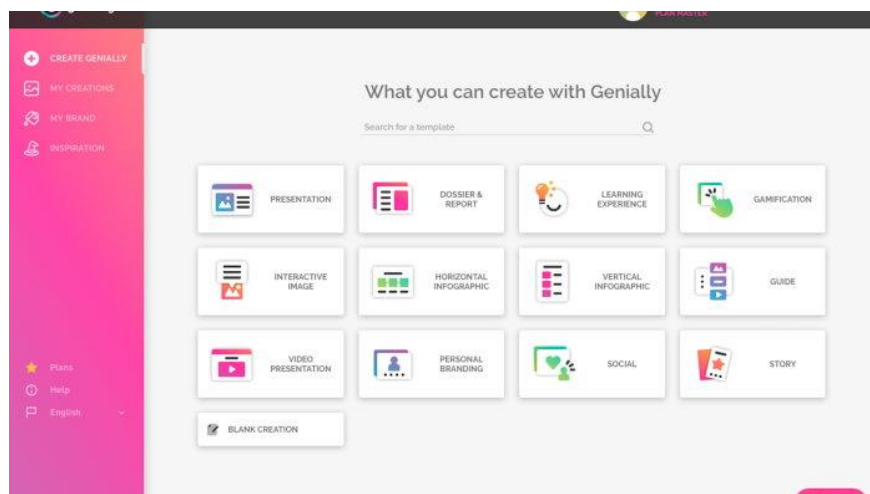 PLAN MASTER
CREATE GENIALLY
MY CREATIONS
MY BRAND
INSPIRATION
What you can create with Genially
Search for a template
PRESENTATION
DOSSIER &
REPORT
LEARNING
EXPERIENCE
GAMIFICATION
INTERACTIVE
IMAGE
HORIZONTAL
INFOGRAPHIC
VERTICAL
INFOGRAPHIC
GUIDE
VIDEO
PRESENTATION
PERSONAL
BRANDING
SOCIAL
STORY
BLANK CREATION
Plans
Help
English